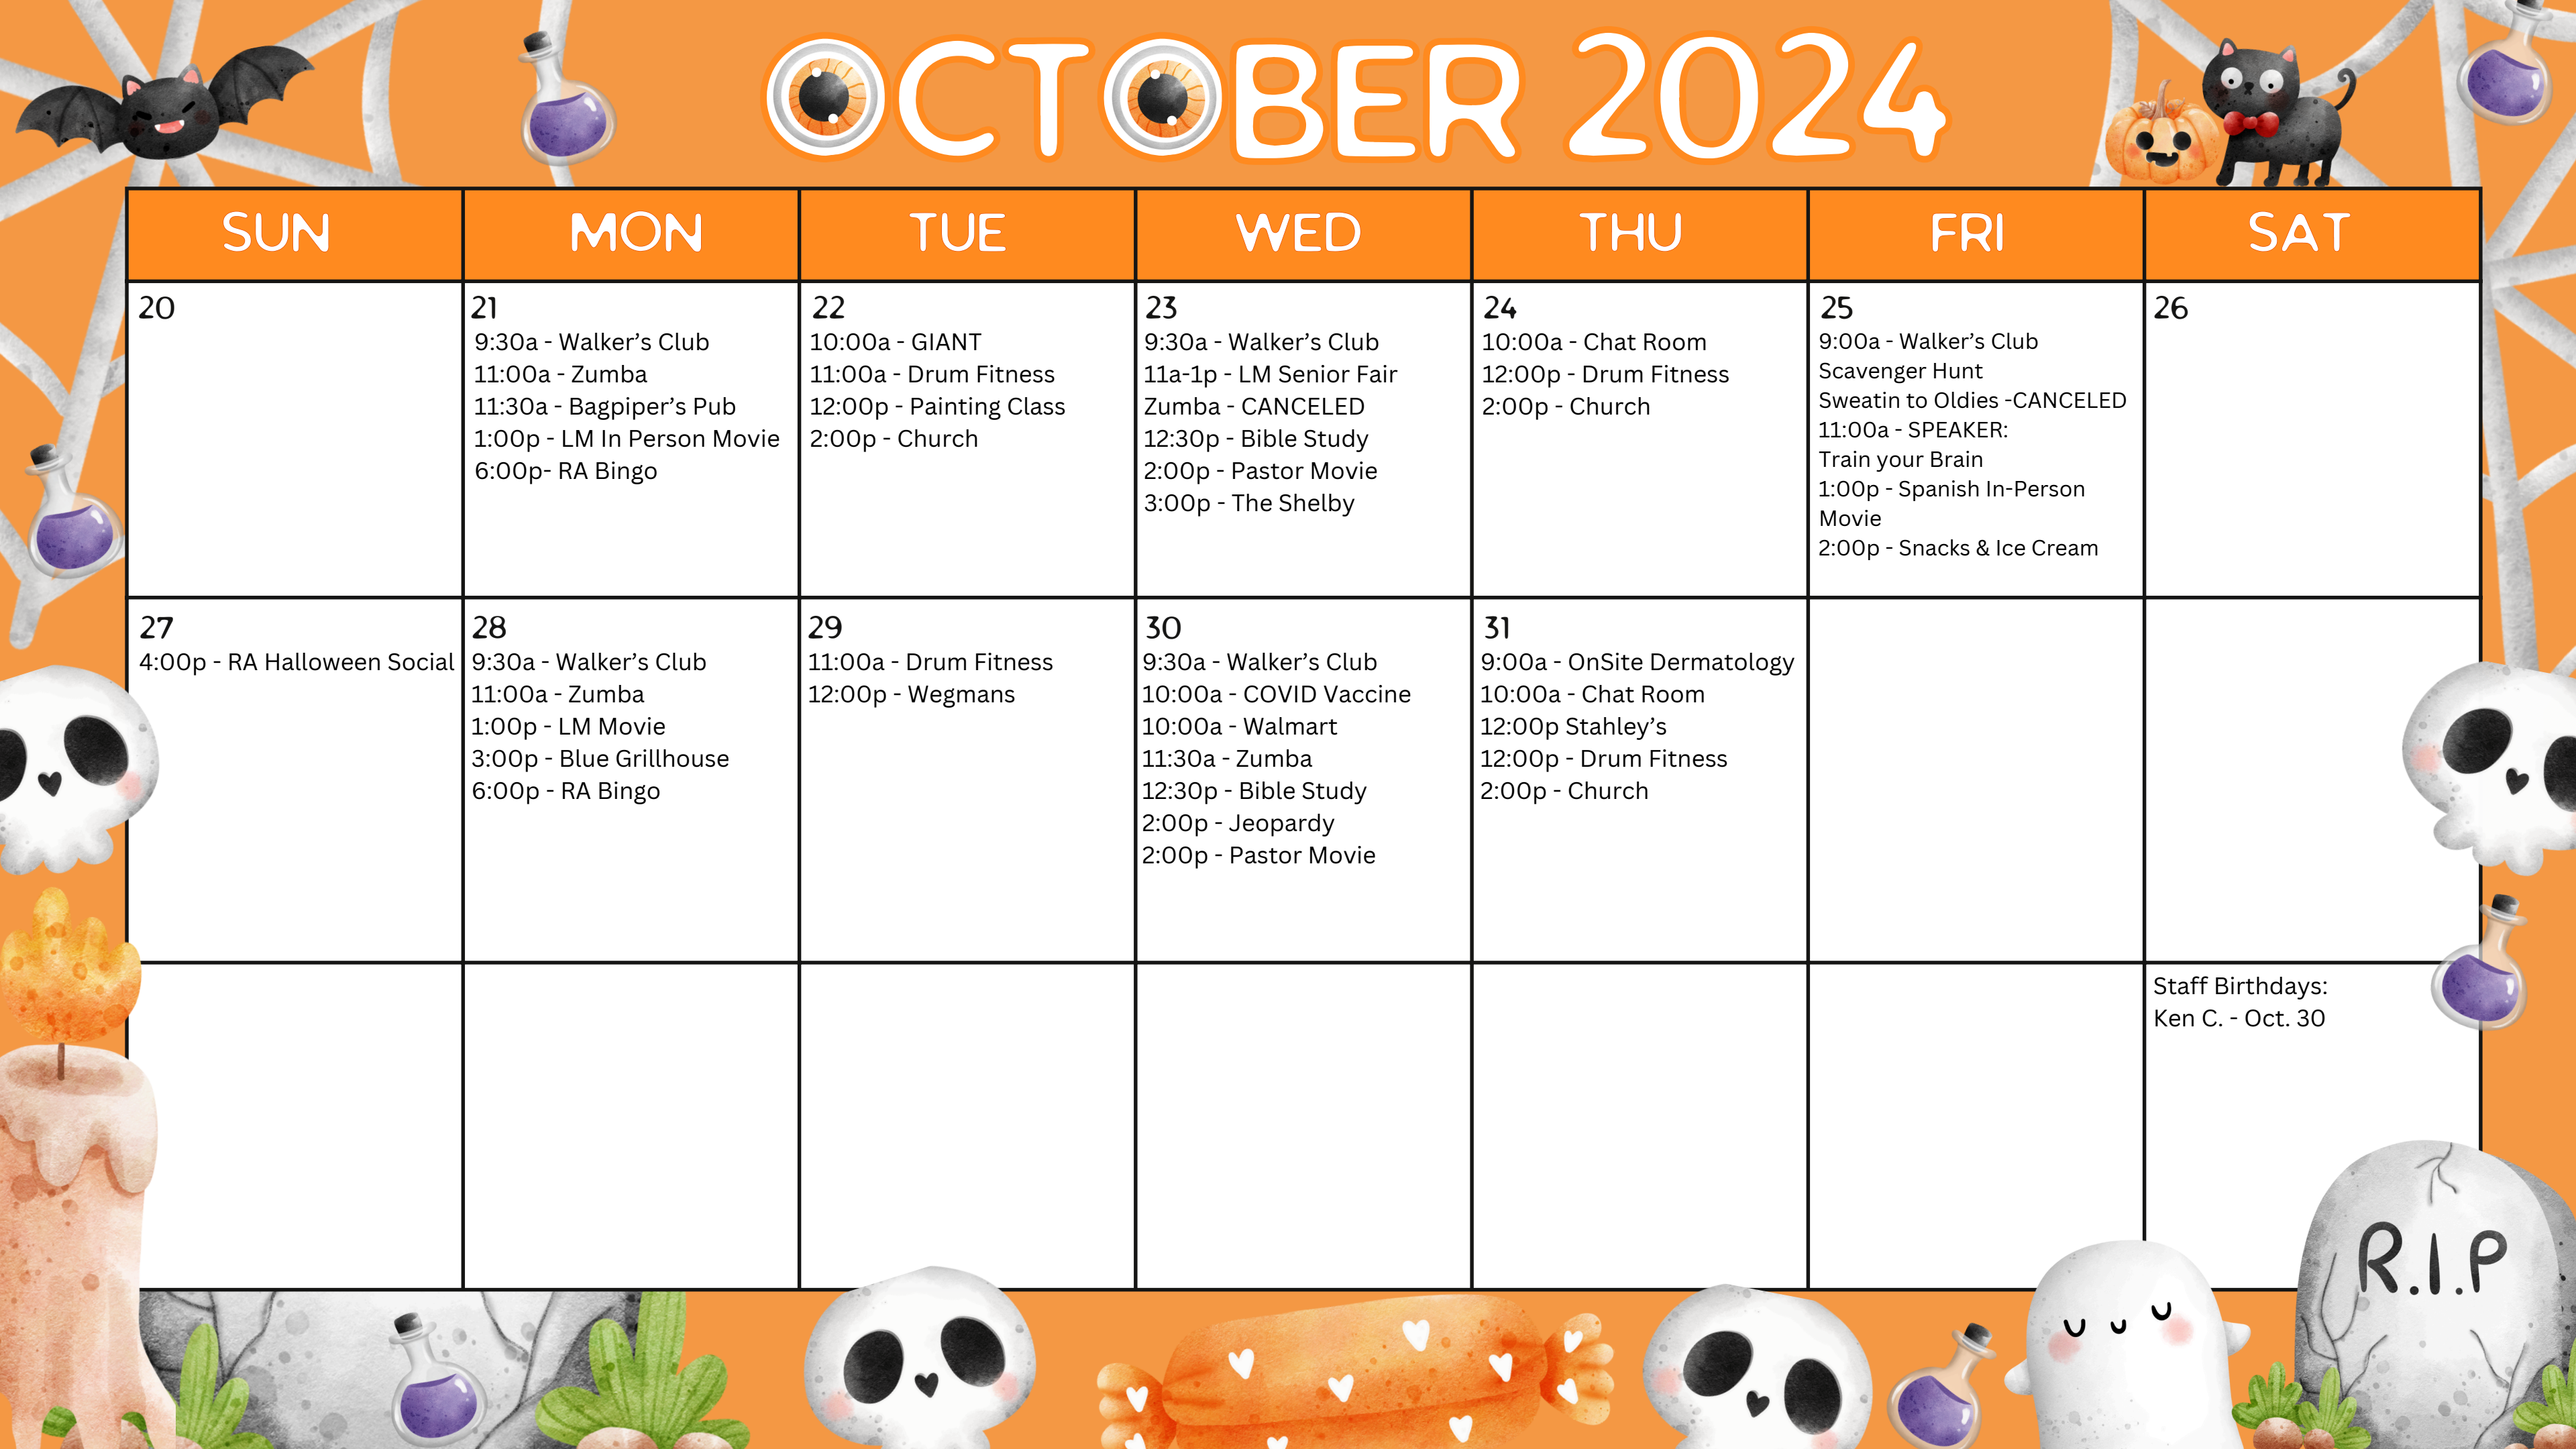 OCTOBER 2024
SUN
MON
TUE
WED
THU
FRI
SAT
20
21
9:30a - Walker's Club
11:00a - Zumba
11:30a - Bagpiper's Pub
1:00p - LM In Person Movie
6:00p- RA Bingo
22
10:00a - GIANT
11:00a - Drum Fitness
12:00p - Painting Class
2:00p - Church
23
9:30a - Walker's Club
11a-1p - LM Senior Fair
Zumba - CANCELED
12:30p - Bible Study
2:00p - Pastor Movie
3:00p - The Shelby
24
10:00a - Chat Room
12:00p - Drum Fitness
2:00p - Church
25
9:00a - Walker's Club
Scavenger Hunt
Sweatin to Oldies -CANCELED
11:00a - SPEAKER:
Train your Brain
1:00p - Spanish In-Person
Movie
2:00p - Snacks & Ice Cream
26
27
4:00p - RA Halloween Social
28
9:30a - Walker's Club
11:00a - Zumba
1:00p - LM Movie
3:00p - Blue Grillhouse
6:00p - RA Bingo
29
11:00a - Drum Fitness
12:00p - Wegmans
30
9:30a - Walker's Club
10:00a - COVID Vaccine
10:00a - Walmart
11:30a - Zumba
12:30p - Bible Study
2:00p - Jeopardy
2:00p - Pastor Movie
31
9:00a - OnSite Dermatology
10:00a - Chat Room
12:00p Stahley's
12:00p - Drum Fitness
2:00p - Church
Staff Birthdays:
Ken C. - Oct. 30
R.I.P